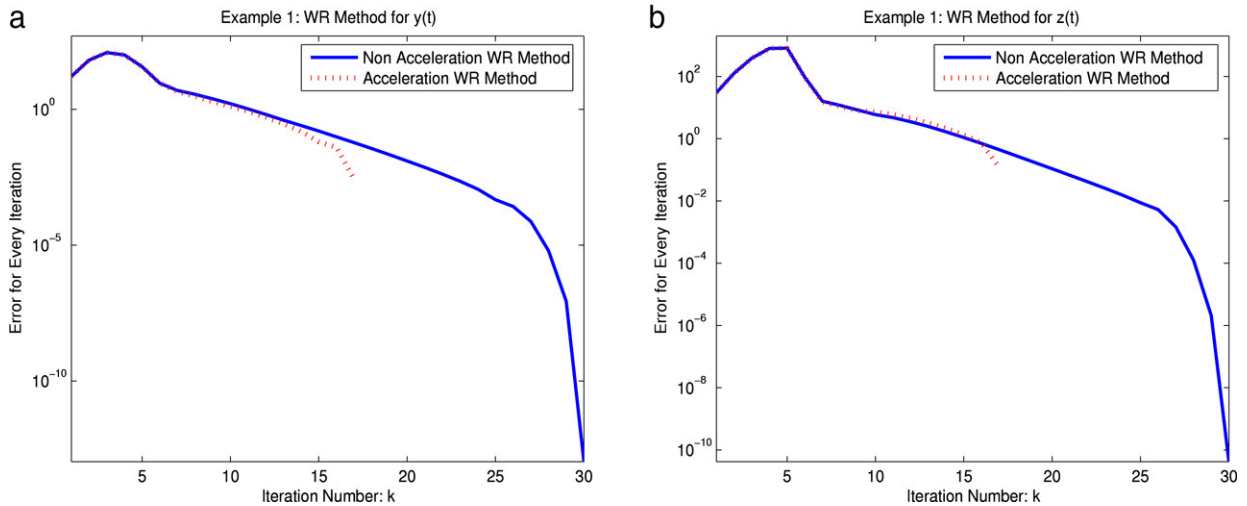 a
Example 1: WR Method for y(t)
Non Acceleration WR Method
Acceleration WR Method
Error for Every Iteration
10^0
10^−5
10^−10
5 10 15 20 25 30
Iteration Number: k
b
Example 1: WR Method for z(t)
Non Acceleration WR Method
Acceleration WR Method
Error for Every Iteration
10^2
10^0
10^−2
10^−4
10^−6
10^−8
10^−10
5 10 15 20 25 30
Iteration Number: k